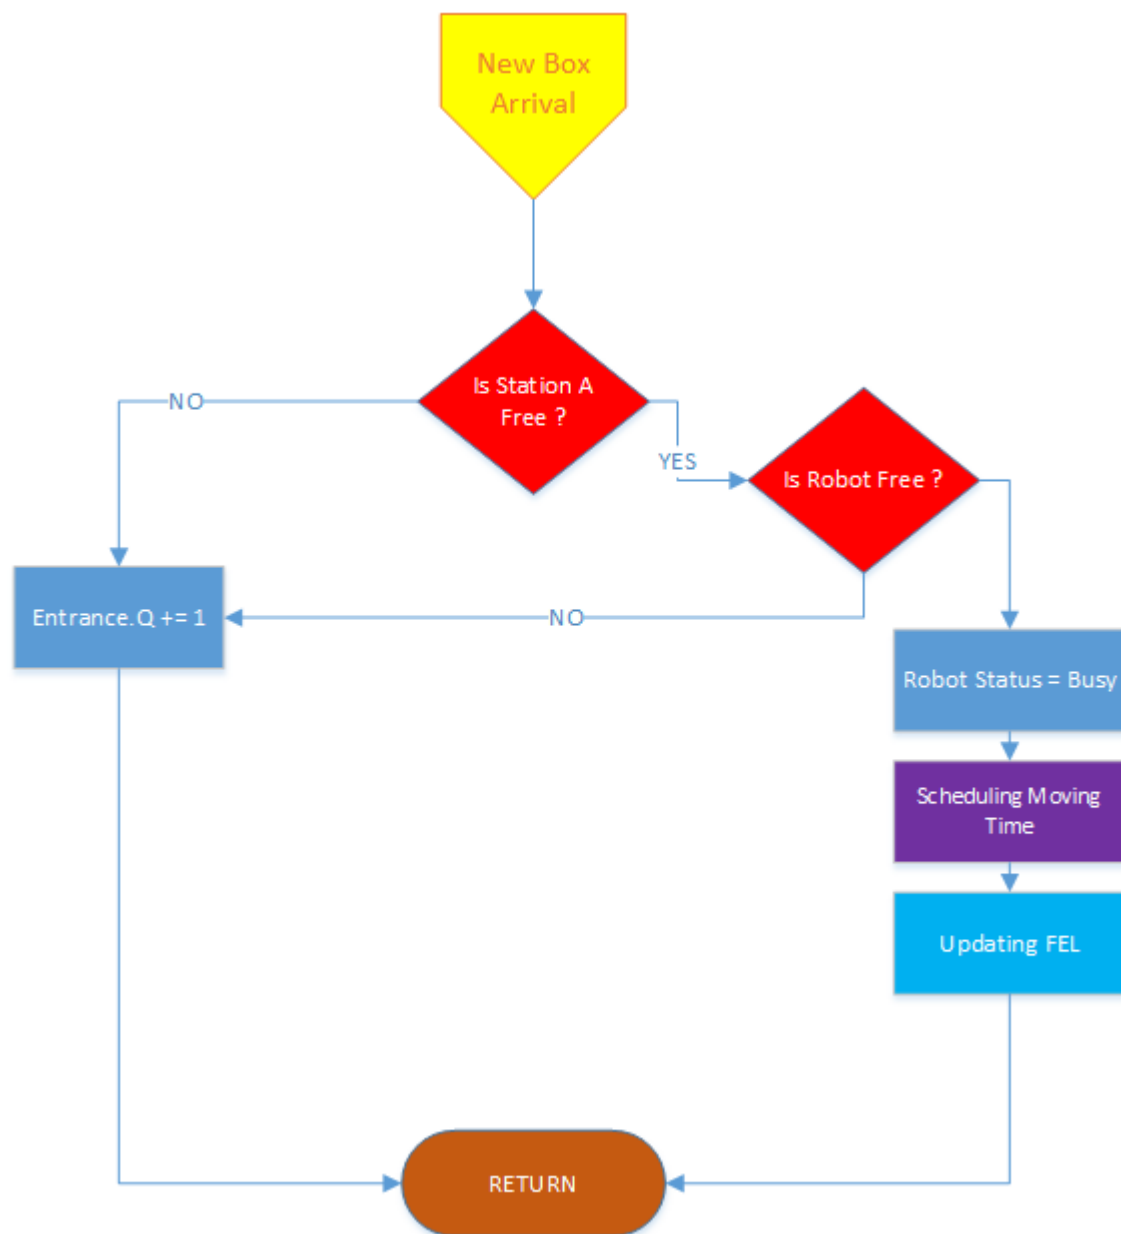 New Box
Arrival
Is Station A
Free ?
NO
YES
Is Robot Free ?
Entrance.Q += 1
NO
Robot Status = Busy
Scheduling Moving
Time
Updating FEL
RETURN